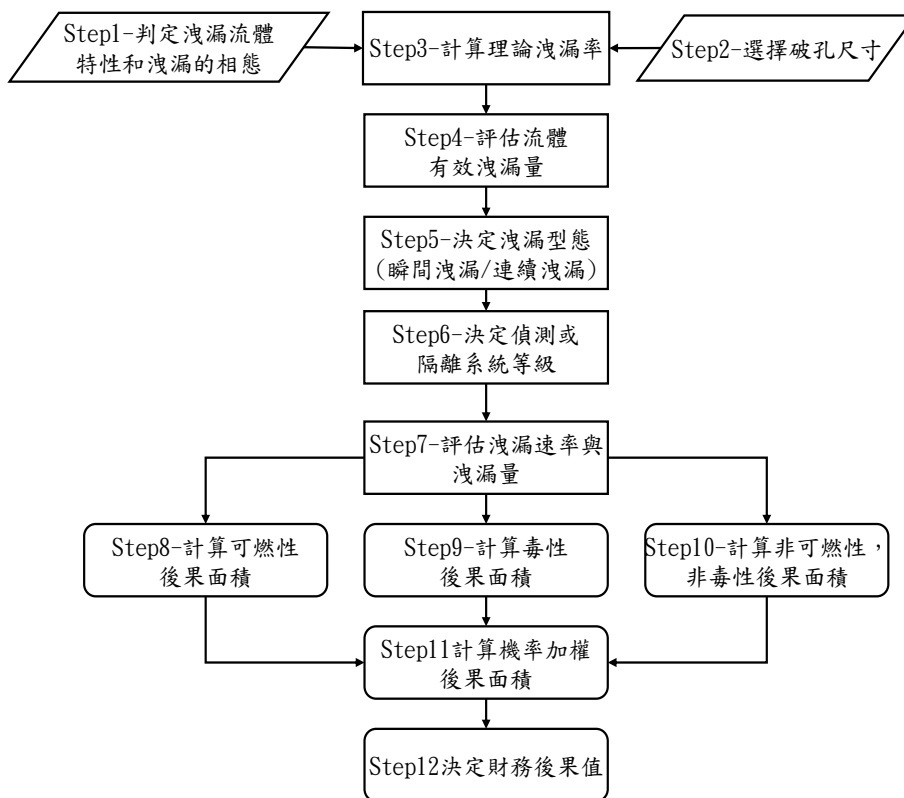 Step1-判定洩漏流體
特性和洩漏的相態
Step3-計算理論洩漏率
Step2-選擇破孔尺寸
Step4-評估流體
有效洩漏量
Step5-決定洩漏型態
(瞬間洩漏/連續洩漏)
Step6-決定偵測或
隔離系統等級
Step7-評估洩漏速率與
洩漏量
Step8-計算可燃性
後果面積
Step9-計算毒性
後果面積
Step10-計算非可燃性，
非毒性後果面積
Step11計算機率加權
後果面積
Step12決定財務後果值